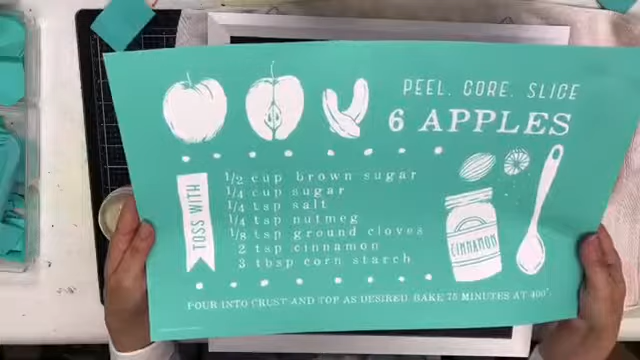 PEEL. CORE. SLICE
6 APPLES
TOSS WITH
1/2 cup brown sugar
1/4 cup sugar
1/4 tsp salt
1/4 tsp nutmeg
1/8 tsp ground cloves
2 tsp cinnamon
3 tbsp corn starch
CINNAMON
POUR INTO CRUST AND TOP AS DESIRED. BAKE 75 MINUTES AT 400°.